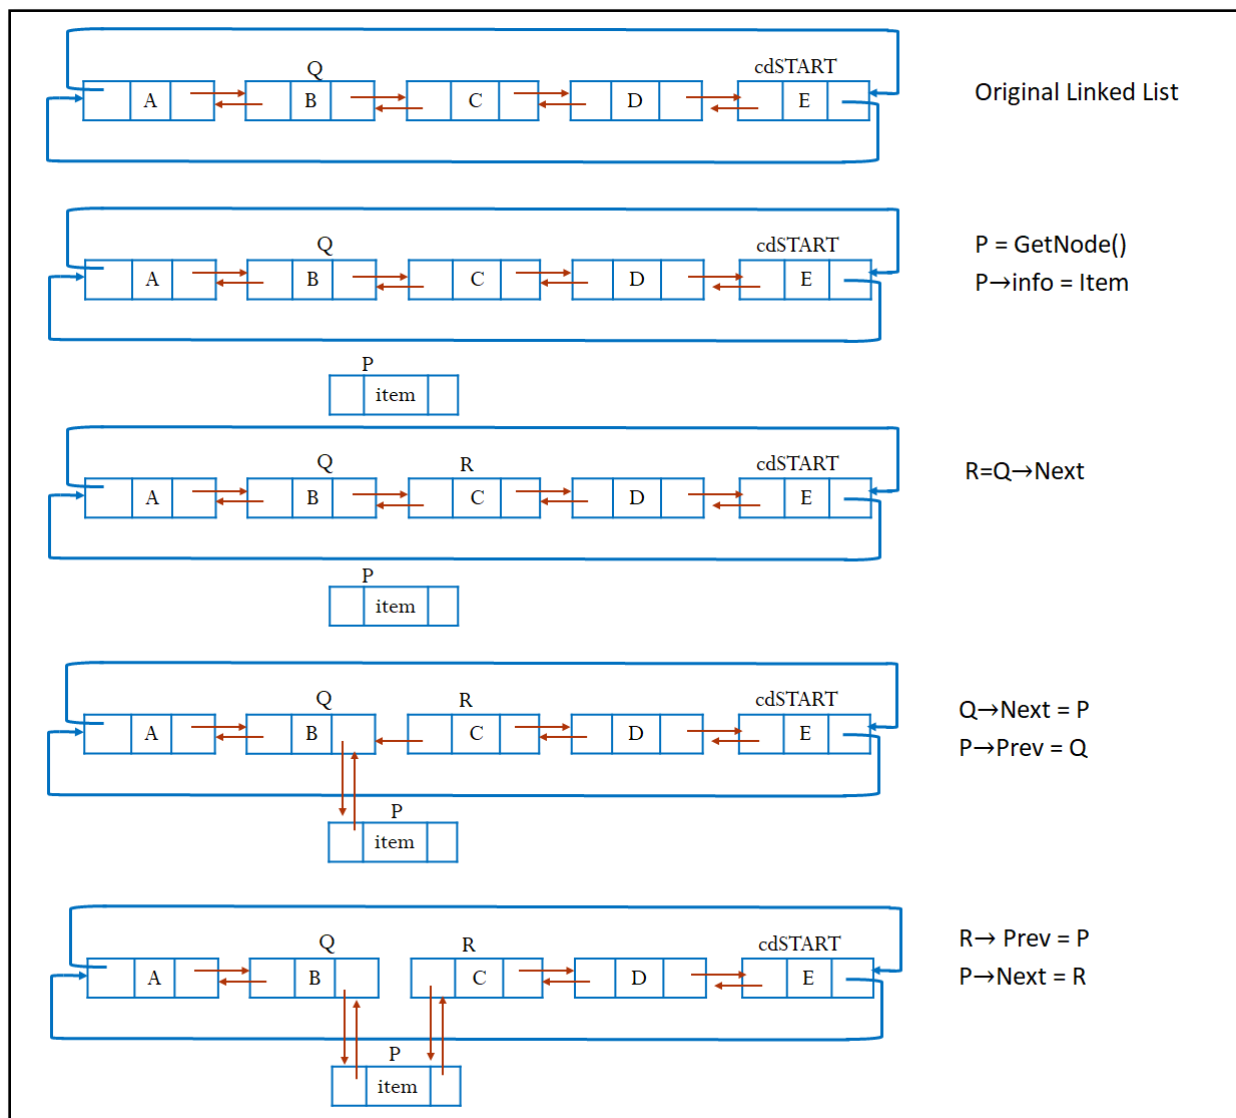 Q cdSTART
A B C D E Original Linked List
Q cdSTART P = GetNode()
A B C D E P→info = Item
P
item
Q R cdSTART R=Q→Next
A B C D E
P
item
Q R cdSTART Q→Next = P
A B C D E P→Prev = Q
P
item
Q R cdSTART R→ Prev = P
A B C D E P→Next = R
P
item